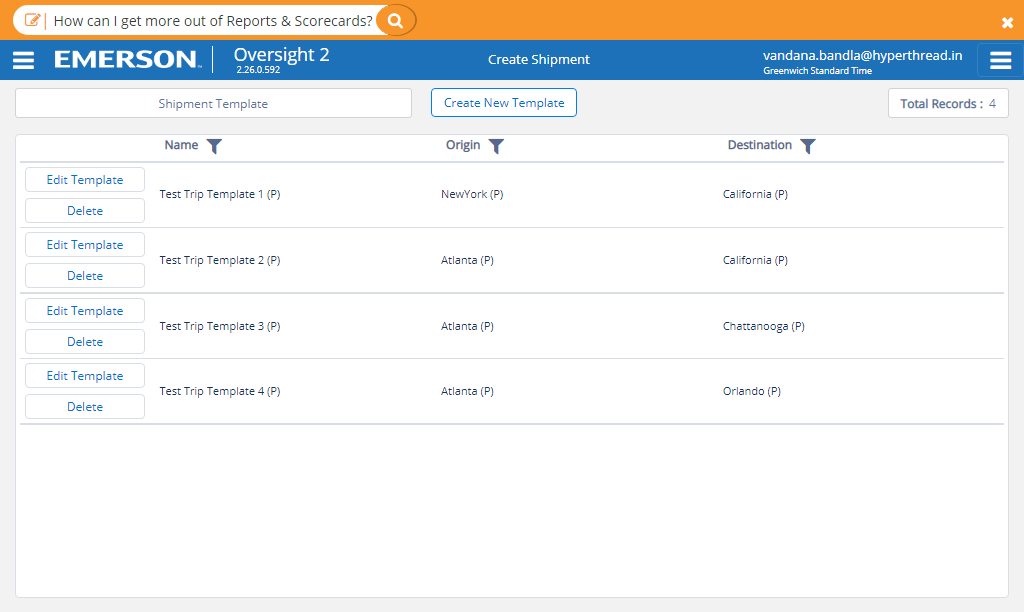 How can I get more out of Reports & Scorecards?
EMERSON™ Oversight 2 Create Shipment vandana.bandla@hyperthread.in
2.26.0.592 Greenwich Standard Time
Shipment Template Create New Template Total Records : 4
Name Origin Destination
Edit Template
Test Trip Template 1 (P) NewYork (P) California (P)
Delete
Edit Template
Test Trip Template 2 (P) Atlanta (P) California (P)
Delete
Edit Template
Test Trip Template 3 (P) Atlanta (P) Chattanooga (P)
Delete
Edit Template
Test Trip Template 4 (P) Atlanta (P) Orlando (P)
Delete